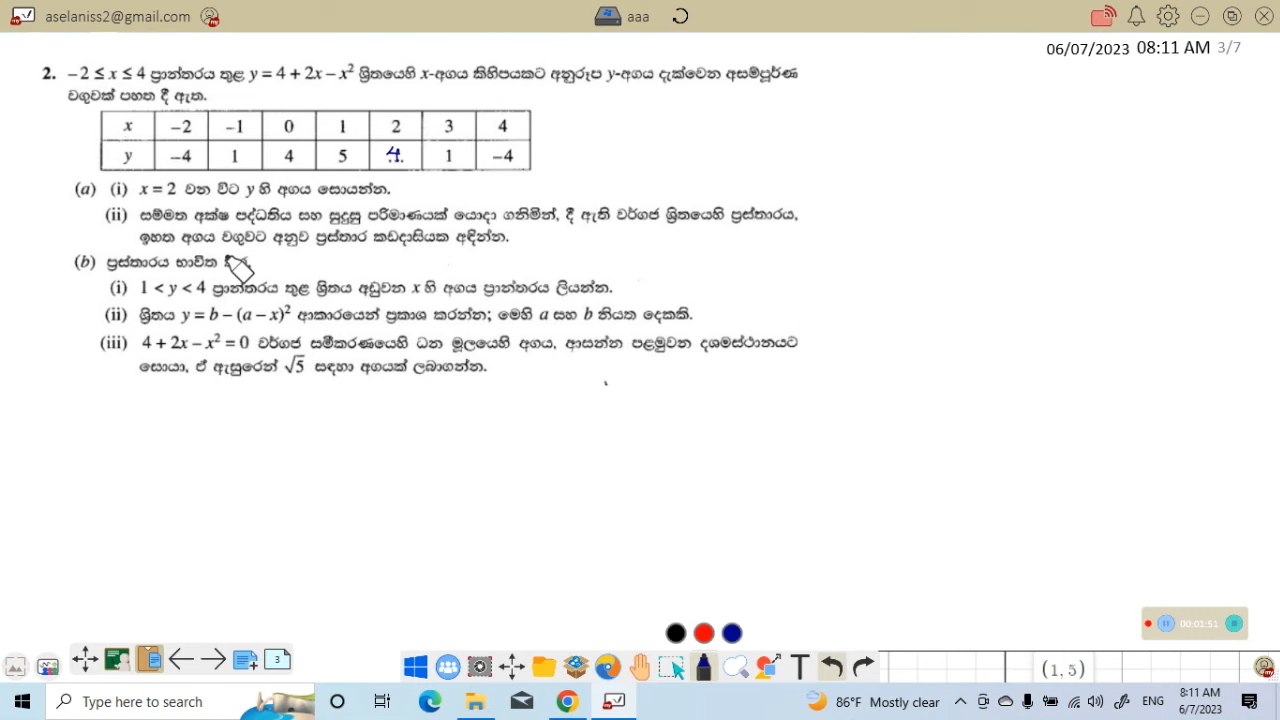 aselaniss2@gmail.com
aaa
06/07/2023 08:11 AM 3/7
2. −2 ≤ x ≤ 4 ප්‍රාන්තරය තුළ y = 4 + 2x − x² ශ්‍රිතයෙහි x-අගය කිහිපයකට අනුරූප y-අගය දැක්වෙන අසම්පූර්ණ
වගුවක් පහත දී ඇත.
x −2 −1 0 1 2 3 4
y −4 1 4 5 4 1 −4
(a) (i) x = 2 වන විට y හි අගය සොයන්න.
(ii) සම්මත අක්ෂ පද්ධතිය සහ සුදුසු පරිමාණයක් යොදා ගනිමින්, දී ඇති වර්ගජ ශ්‍රිතයෙහි ප්‍රස්තාරය,
ඉහත අගය වගුවට අනුව ප්‍රස්තාර කඩදාසියක අඳින්න.
(b) ප්‍රස්තාරය භාවිත
(i) 1 < y < 4 ප්‍රාන්තරය තුළ ශ්‍රිතය අඩුවන x හි අගය ප්‍රාන්තරය ලියන්න.
(ii) ශ්‍රිතය y = b − (a − x)² ආකාරයෙන් ප්‍රකාශ කරන්න; මෙහි a සහ b නියත දෙකකි.
(iii) 4 + 2x − x² = 0 වර්ගජ සමීකරණයෙහි ධන මූලයෙහි අගය, ආසන්න පළමුවන දශමස්ථානයට
සොයා, ඒ ඇසුරෙන් √5 සඳහා අගයක් ලබාගන්න.
00:01:51
3
(1, 5)
Type here to search
86°F Mostly clear
ENG
8:11 AM
6/7/2023